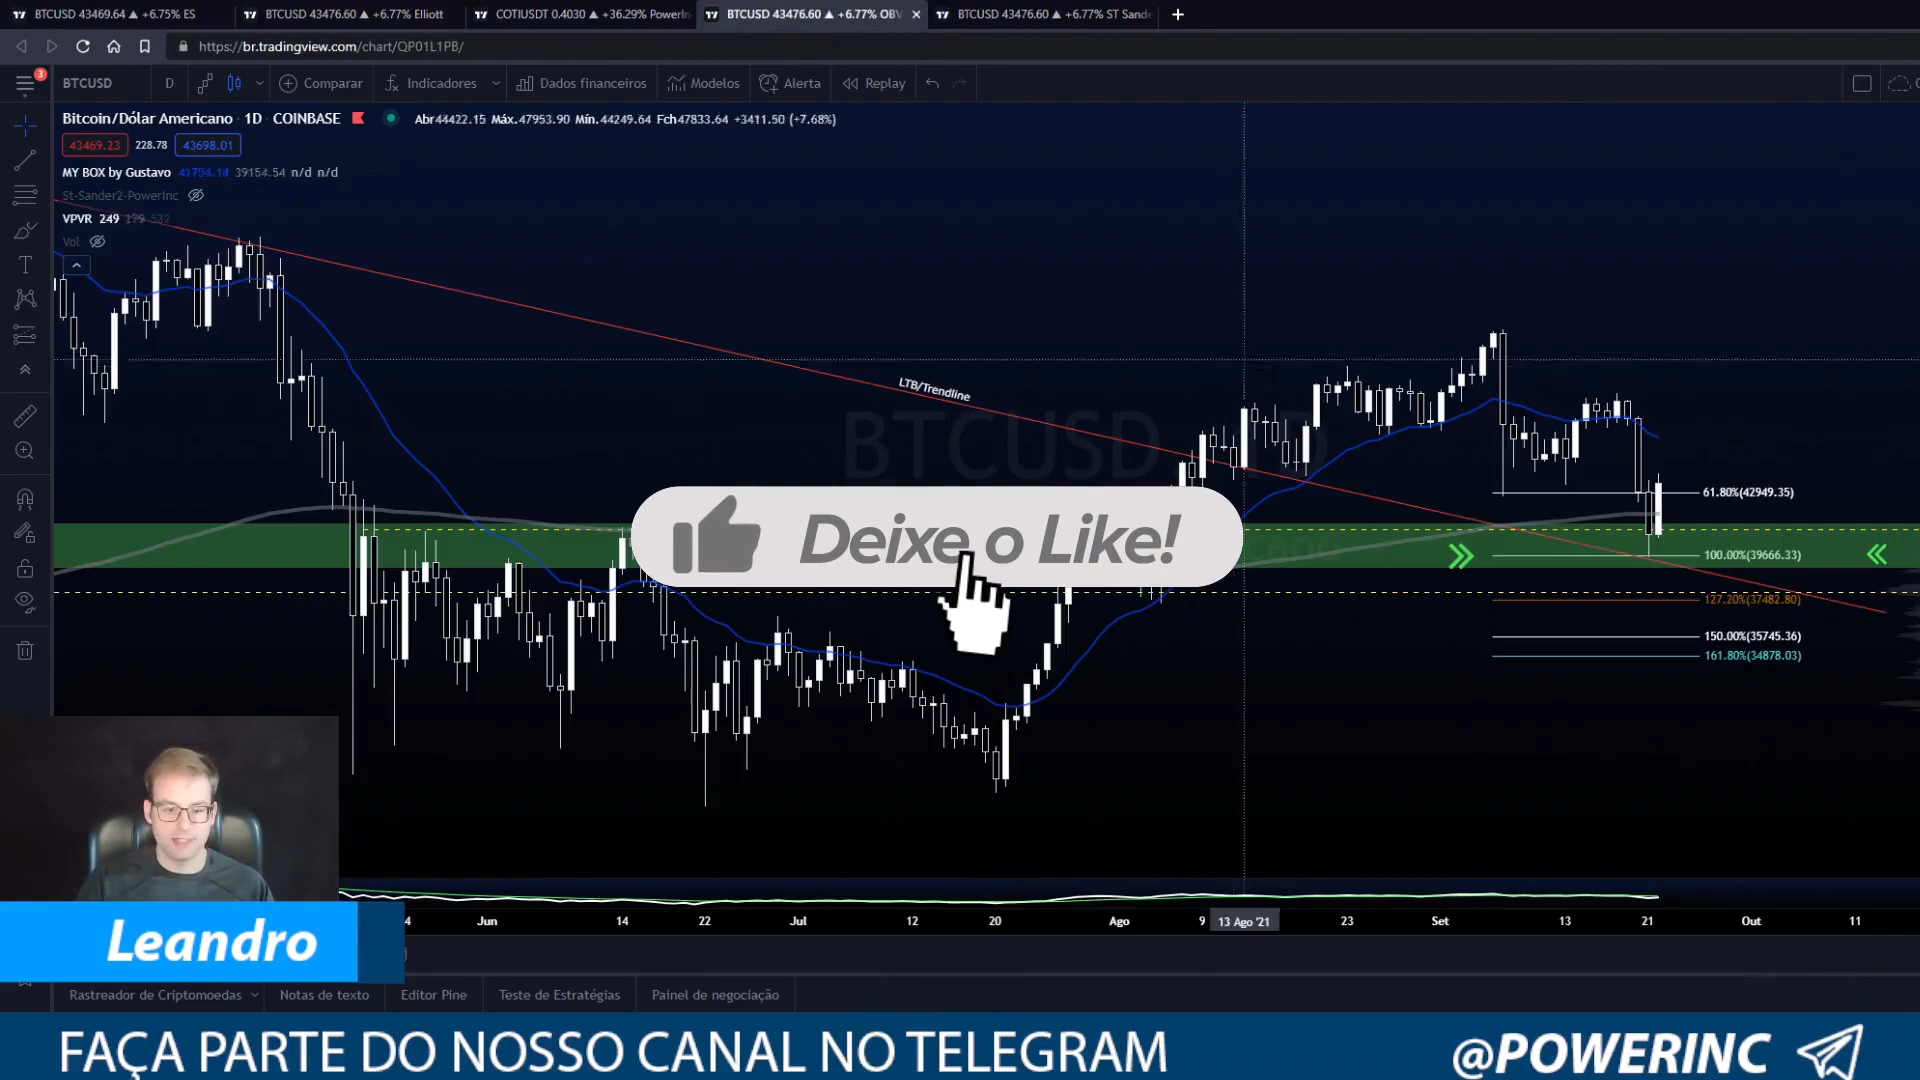 BTCUSD 43469.64 ▲ +6.75% ES
BTCUSD 43476.60 ▲ +6.77% Elliott
COTIUSDT 0.4030 ▲ +36.29% PowerIn
BTCUSD 43476.60 ▲ +6.77% OBV
BTCUSD 43476.60 ▲ +6.77% ST Sande
https://br.tradingview.com/chart/QP01L1PB/
3
BTCUSD D Comparar Indicadores Dados financeiros Modelos Alerta Replay
Bitcoin/Dólar Americano · 1D · COINBASE Abr44422.15 Máx.47953.90 Mín.44249.64 Fch47833.64 +3411.50 (+7.68%)
43469.23 228.78 43698.01
MY BOX by Gustavo 39154.54 n/d n/d
St-Sander2-PowerInc
VPVR 249
Vol
LTB/Trendline
BTCUSD, 1D
61.80%(42949.35)
Deixe o Like!
100.00%(39666.33)
127.20%(37482.80)
150.00%(35745.36)
161.80%(34878.03)
4 Jun 14 22 Jul 12 20 Ago 9 13 Ago '21 23 Set 13 21 Out 11
Leandro
Rastreador de Criptomoedas Notas de texto Editor Pine Teste de Estratégias Painel de negociação
FAÇA PARTE DO NOSSO CANAL NO TELEGRAM @POWERINC